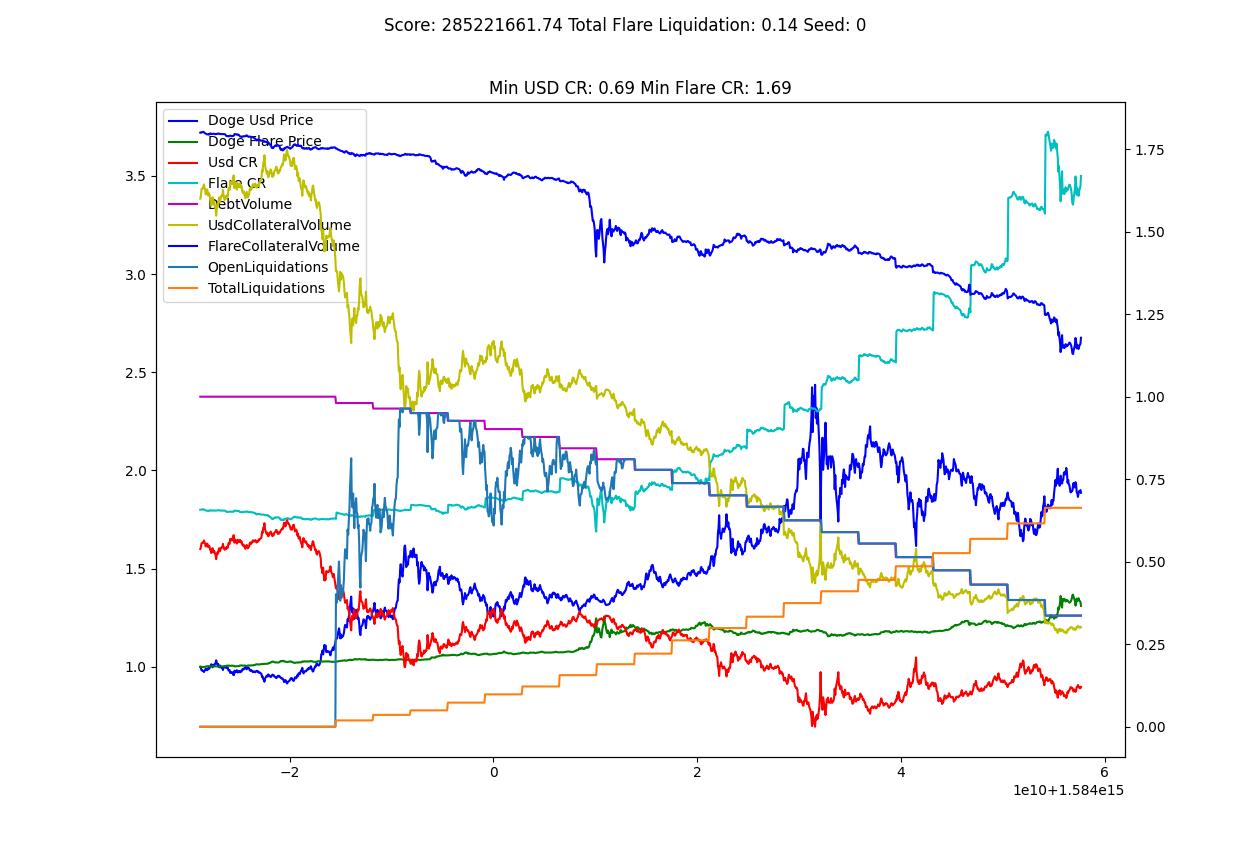 Score: 285221661.74 Total Flare Liquidation: 0.14 Seed: 0
Min USD CR: 0.69 Min Flare CR: 1.69
Doge Usd Price
Doge Flare Price
Usd CR
Flare CR
DebtVolume
UsdCollateralVolume
FlareCollateralVolume
OpenLiquidations
TotalLiquidations
3.5
3.0
2.5
2.0
1.5
1.0
1.75
1.50
1.25
1.00
0.75
0.50
0.25
0.00
−2
0
2
4
6
1e10+1.584e15